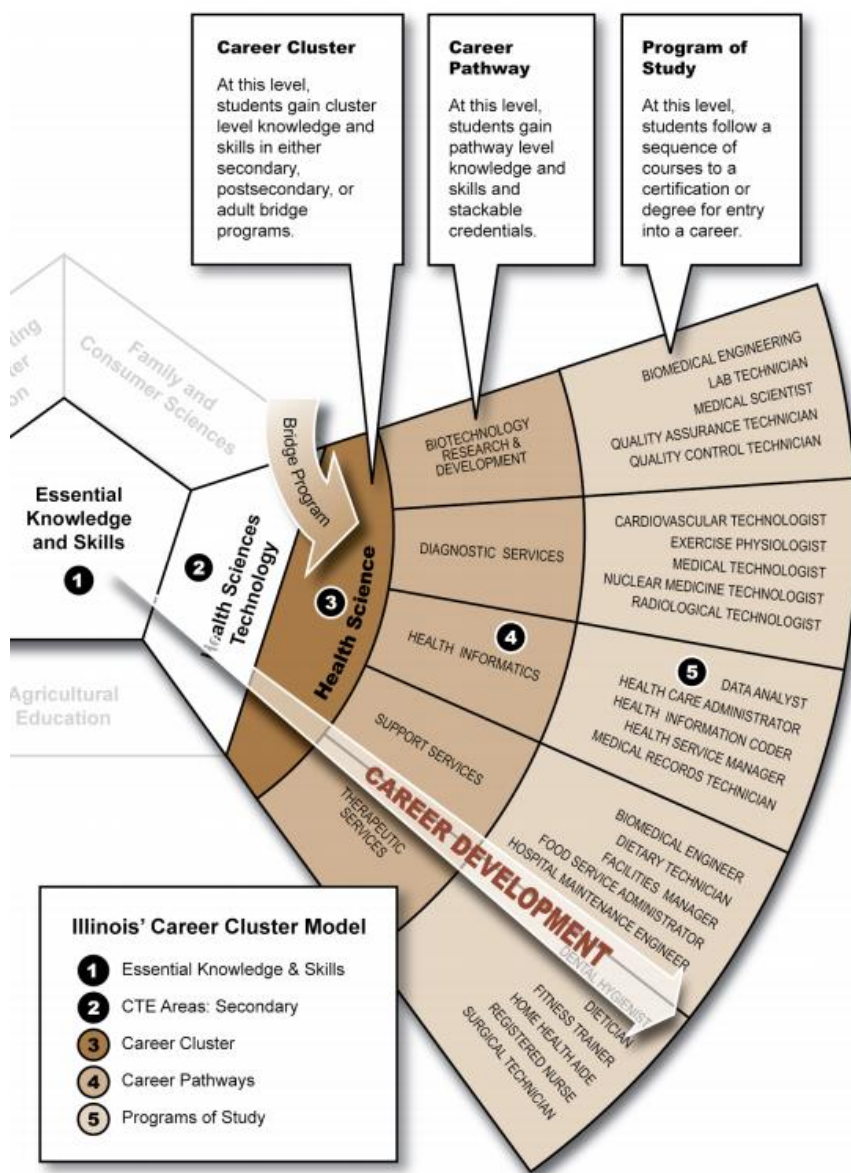 Career Cluster
At this level,
students gain cluster
level knowledge and
skills in either
secondary,
postsecondary, or
adult bridge
programs.
Career
Pathway
At this level,
students gain
pathway level
knowledge and
skills and
stackable
credentials.
Program of
Study
At this level,
students follow a
sequence of
courses to a
certification or
degree for entry
into a career.
Family and
Consumer Sciences
Bridge Program
Essential
Knowledge
and Skills
1
2
Health Sciences
Technology
3
Health Science
Agricultural
Education
BIOTECHNOLOGY
RESEARCH &
DEVELOPMENT
DIAGNOSTIC SERVICES
HEALTH INFORMATICS
4
SUPPORT SERVICES
THERAPEUTIC
SERVICES
BIOMEDICAL ENGINEERING
LAB TECHNICIAN
MEDICAL SCIENTIST
QUALITY ASSURANCE TECHNICIAN
QUALITY CONTROL TECHNICIAN
CARDIOVASCULAR TECHNOLOGIST
EXERCISE PHYSIOLOGIST
MEDICAL TECHNOLOGIST
NUCLEAR MEDICINE TECHNOLOGIST
RADIOLOGICAL TECHNOLOGIST
5
DATA ANALYST
HEALTH CARE ADMINISTRATOR
HEALTH INFORMATION CODER
HEALTH SERVICE MANAGER
MEDICAL RECORDS TECHNICIAN
BIOMEDICAL ENGINEER
DIETARY TECHNICIAN
FACILITIES MANAGER
FOOD SERVICE ADMINISTRATOR
HOSPITAL MAINTENANCE ENGINEER
CAREER DEVELOPMENT
DENTAL HYGIENIST
DIETICIAN
FITNESS TRAINER
HOME HEALTH AIDE
REGISTERED NURSE
SURGICAL TECHNICIAN
Illinois' Career Cluster Model
1 Essential Knowledge & Skills
2 CTE Areas: Secondary
3 Career Cluster
4 Career Pathways
5 Programs of Study